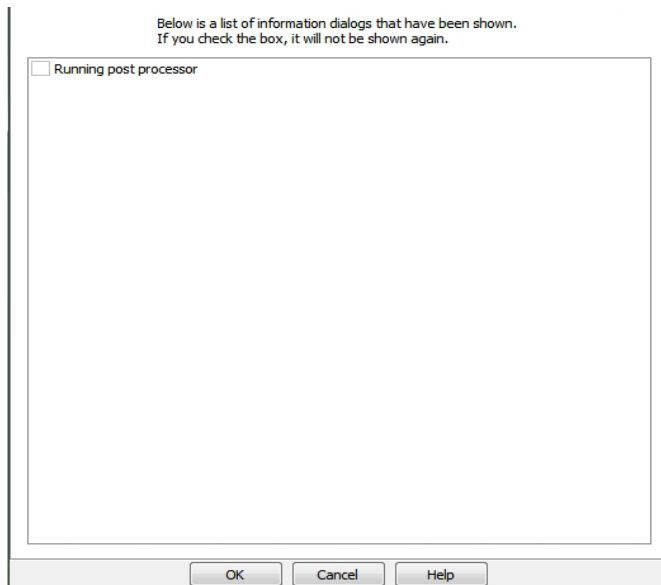 Below is a list of information dialogs that have been shown.
If you check the box, it will not be shown again.
Running post processor
OK
Cancel
Help